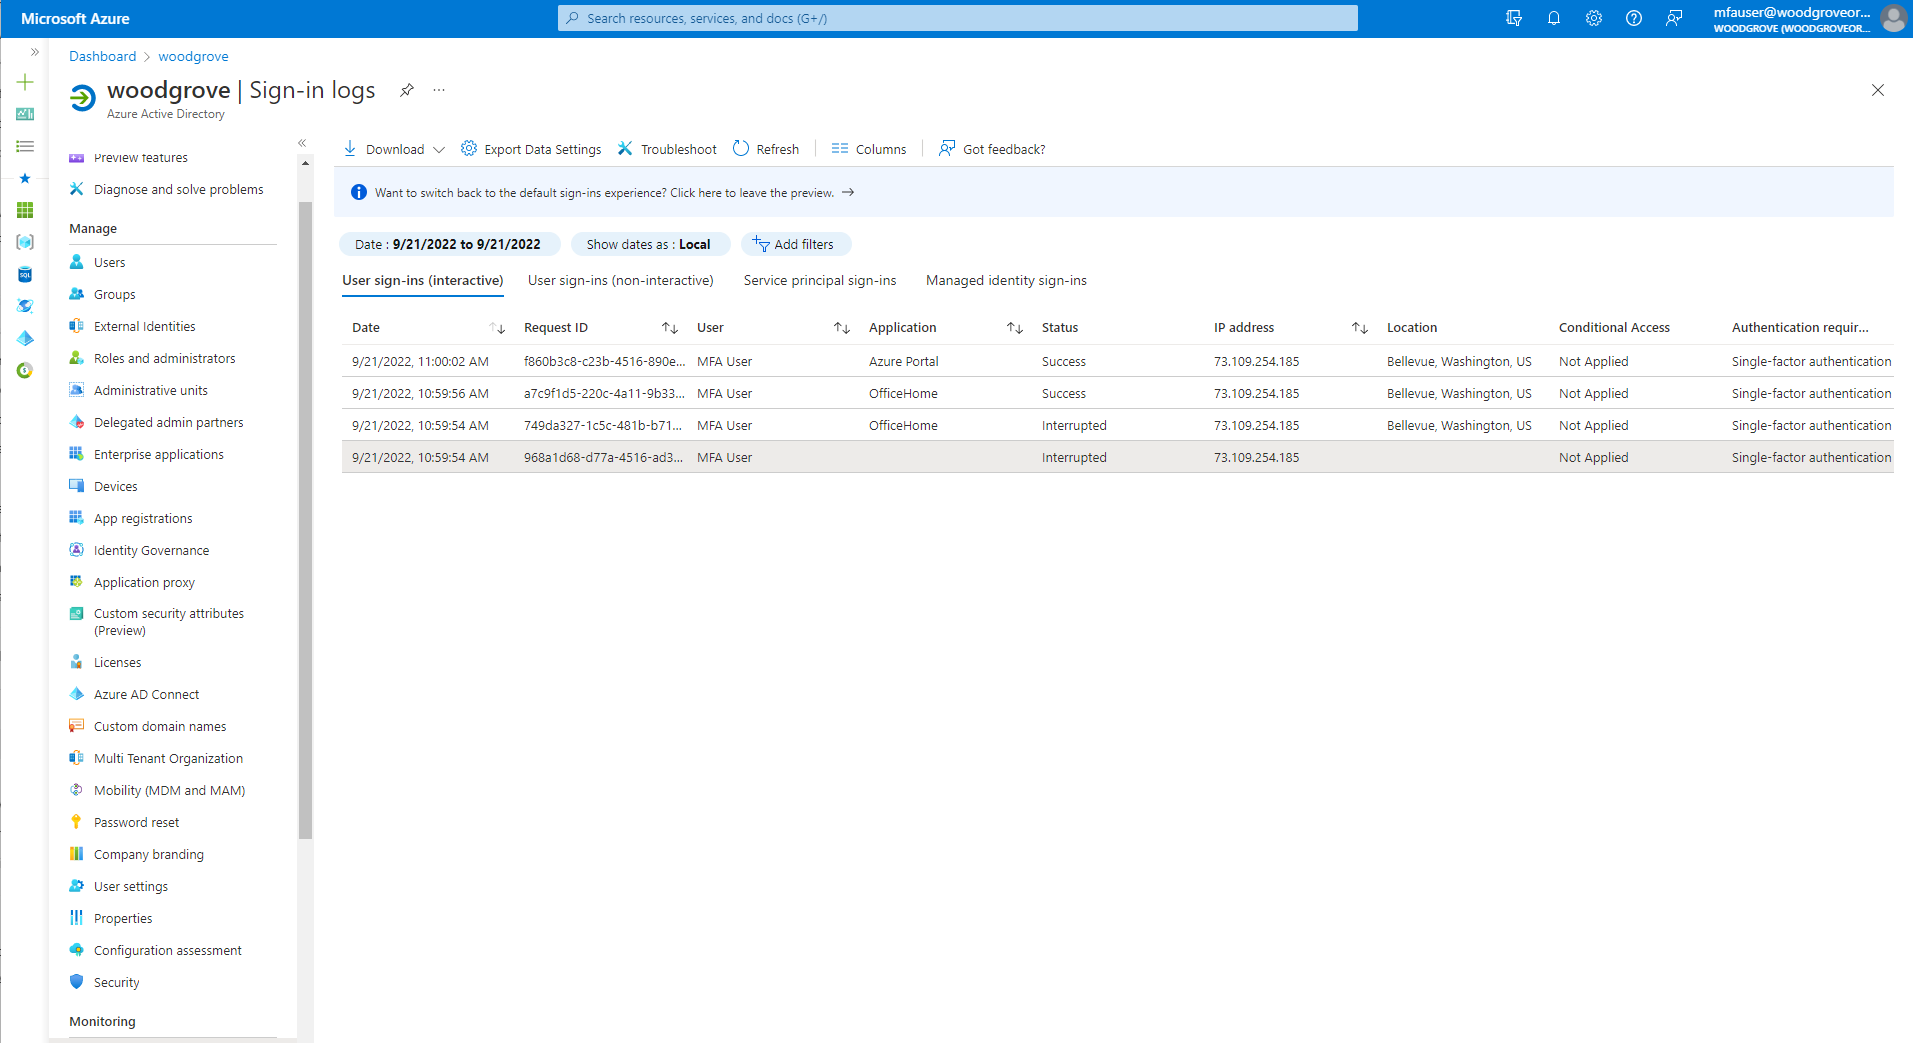 Microsoft Azure
Search resources, services, and docs (G+/)
mfauser@woodgroveor...
WOODGROVE (WOODGROVEOR...
Dashboard > woodgrove
woodgrove | Sign-in logs
Azure Active Directory
Preview features
Diagnose and solve problems
Manage
Users
Groups
External Identities
Roles and administrators
Administrative units
Delegated admin partners
Enterprise applications
Devices
App registrations
Identity Governance
Application proxy
Custom security attributes
(Preview)
Licenses
Azure AD Connect
Custom domain names
Multi Tenant Organization
Mobility (MDM and MAM)
Password reset
Company branding
User settings
Properties
Configuration assessment
Security
Monitoring
Download Export Data Settings Troubleshoot Refresh Columns Got feedback?
Want to switch back to the default sign-ins experience? Click here to leave the preview. →
Date : 9/21/2022 to 9/21/2022 Show dates as : Local Add filters
User sign-ins (interactive) User sign-ins (non-interactive) Service principal sign-ins Managed identity sign-ins
Date Request ID User Application Status IP address Location Conditional Access Authentication requir...
9/21/2022, 11:00:02 AM f860b3c8-c23b-4516-890e... MFA User Azure Portal Success 73.109.254.185 Bellevue, Washington, US Not Applied Single-factor authentication
9/21/2022, 10:59:56 AM a7c9f1d5-220c-4a11-9b33... MFA User OfficeHome Success 73.109.254.185 Bellevue, Washington, US Not Applied Single-factor authentication
9/21/2022, 10:59:54 AM 749da327-1c5c-481b-b71... MFA User OfficeHome Interrupted 73.109.254.185 Bellevue, Washington, US Not Applied Single-factor authentication
9/21/2022, 10:59:54 AM 968a1d68-d77a-4516-ad3... MFA User Interrupted 73.109.254.185 Not Applied Single-factor authentication